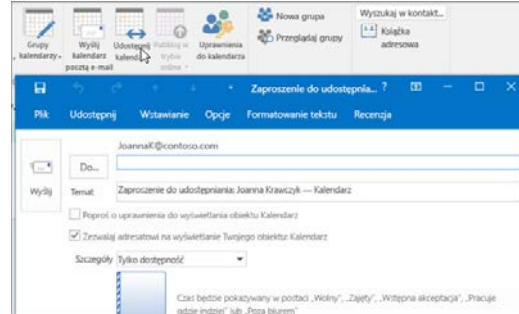 Nowa grupa
Przeglądaj grupy
Wyszukaj w kontakt...
Książka
adresowa
Grupy
kalendarzy
Wyślij
kalendarz
pocztą e-mail
Udostępnij
kalendarz
Publikuj w
trybie
online
Uprawnienia
do kalendarza
Zaproszenie do udostępnia... ?
Plik
Udostępnij
Wstawianie
Opcje
Formatowanie tekstu
Recenzja
JoannaK@contoso.com
Do...
Wyślij
Temat
Zaproszenie do udostępniania: Joanna Krawczyk — Kalendarz
Poproś o uprawnienia do wyświetlania obiektu Kalendarz
Zezwalaj adresatowi na wyświetlanie Twojego obiektu: Kalendarz
Szczegóły
Tylko dostępność
Czas będzie pokazywany w postaci „Wolny”, „Zajęty”, „Wstępna akceptacja”, „Pracuje
gdzie indziej” lub „Poza biurem”